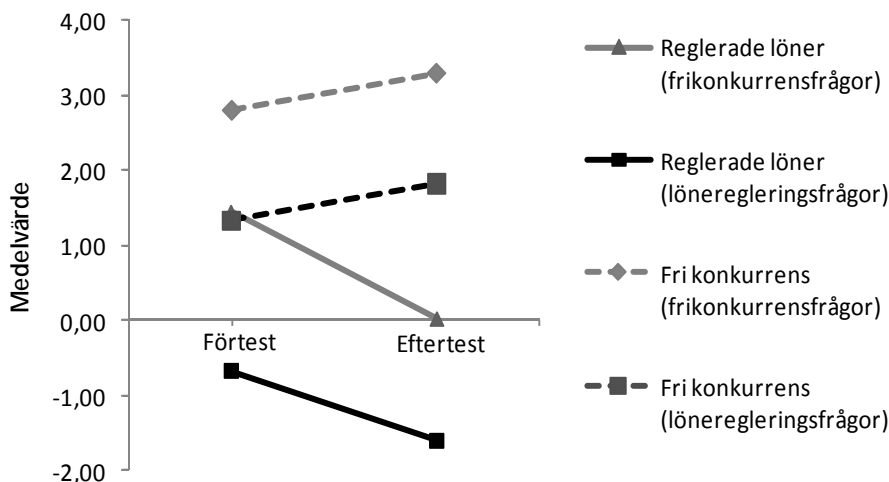 4,00
3,00
2,00
1,00
0,00
-1,00
-2,00
Medelvärde
Förtest
Eftertest
Reglerade löner
(frikonkurrensfrågor)
Reglerade löner
(löneregleringsfrågor)
Fri konkurrens
(frikonkurrensfrågor)
Fri konkurrens
(löneregleringsfrågor)